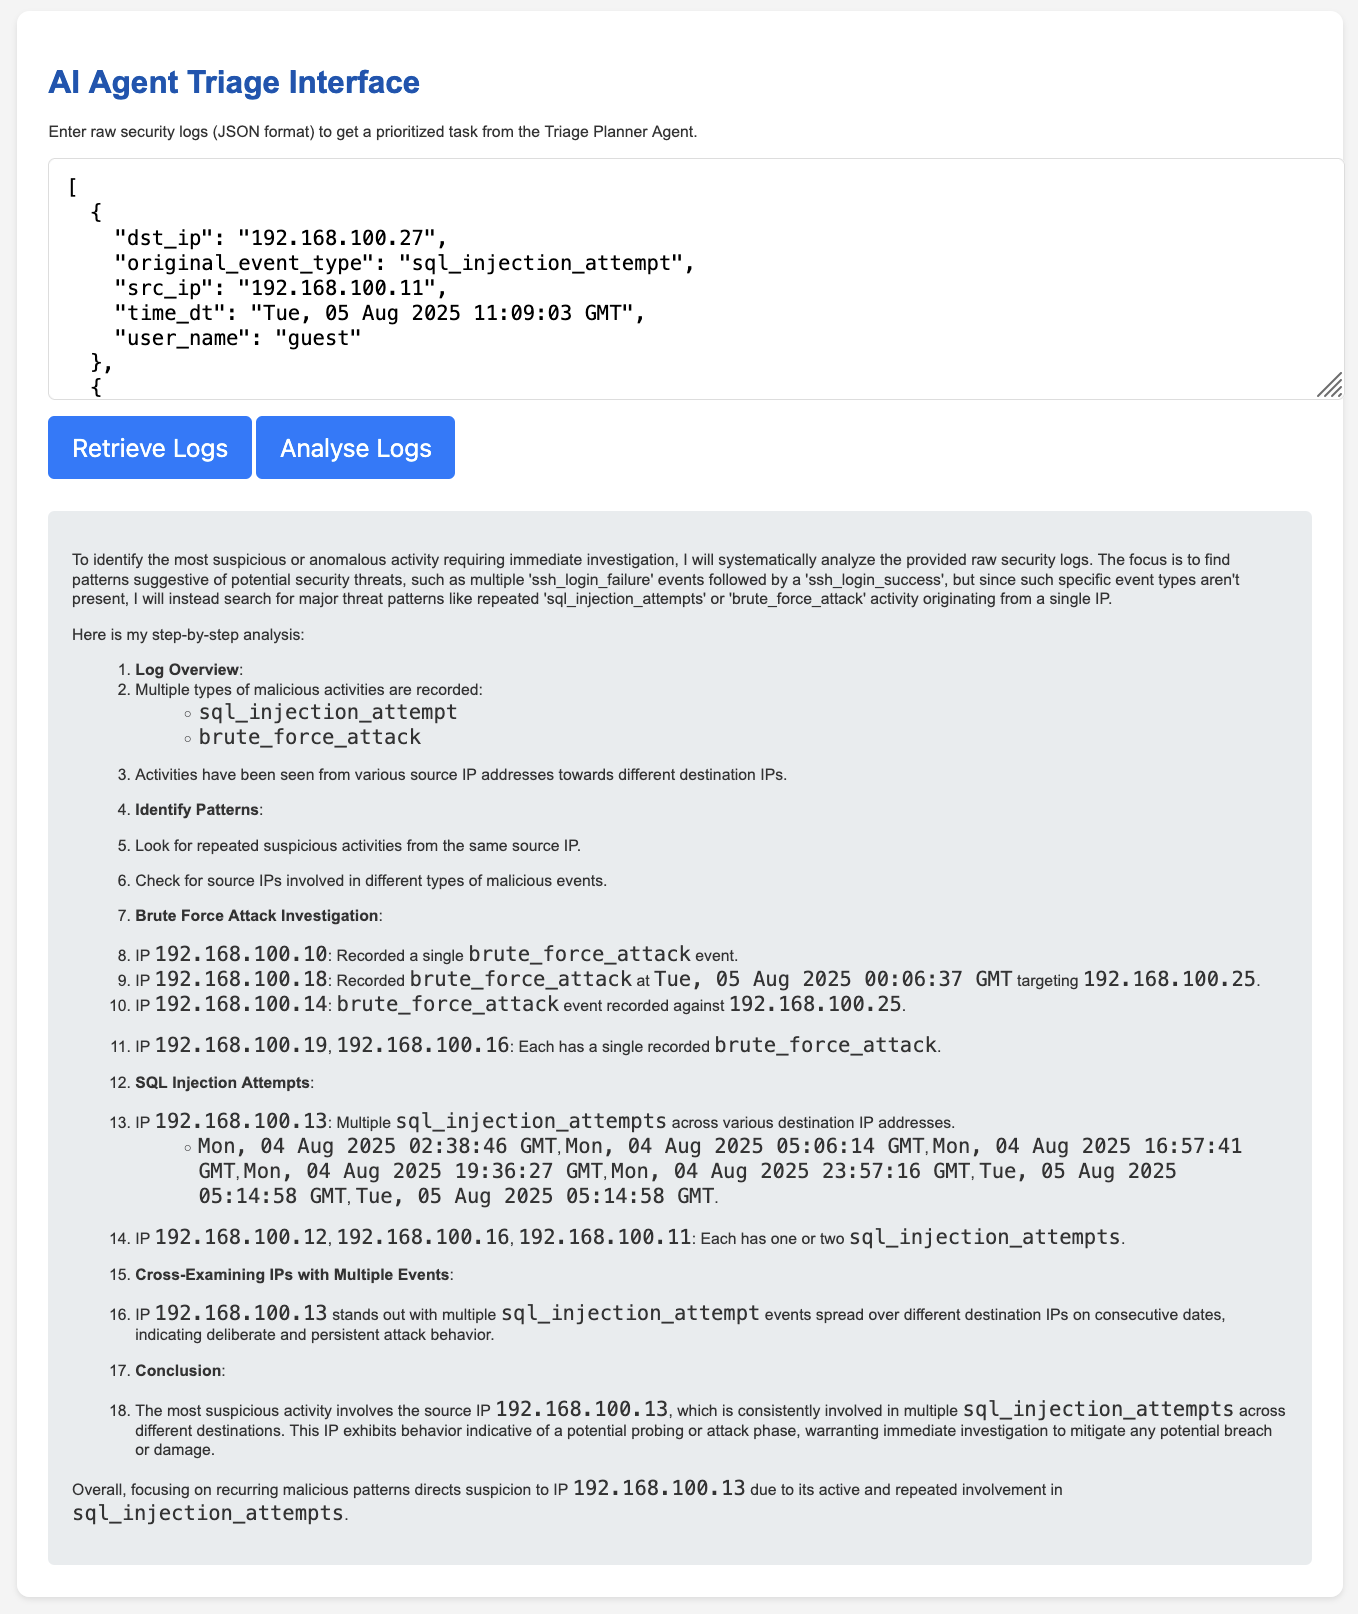 AI Agent Triage Interface
Enter raw security logs (JSON format) to get a prioritized task from the Triage Planner Agent.
[
  {
    "dst_ip": "192.168.100.27",
    "original_event_type": "sql_injection_attempt",
    "src_ip": "192.168.100.11",
    "time_dt": "Tue, 05 Aug 2025 11:09:03 GMT",
    "user_name": "guest"
  },
  {
Retrieve Logs Analyse Logs
To identify the most suspicious or anomalous activity requiring immediate investigation, I will systematically analyze the provided raw security logs. The focus is to find
patterns suggestive of potential security threats, such as multiple 'ssh_login_failure' events followed by a 'ssh_login_success', but since such specific event types aren't
present, I will instead search for major threat patterns like repeated 'sql_injection_attempts' or 'brute_force_attack' activity originating from a single IP.
Here is my step-by-step analysis:
1. Log Overview:
2. Multiple types of malicious activities are recorded:
◦ sql_injection_attempt
◦ brute_force_attack
3. Activities have been seen from various source IP addresses towards different destination IPs.
4. Identify Patterns:
5. Look for repeated suspicious activities from the same source IP.
6. Check for source IPs involved in different types of malicious events.
7. Brute Force Attack Investigation:
8. IP 192.168.100.10: Recorded a single brute_force_attack event.
9. IP 192.168.100.18: Recorded brute_force_attack at Tue, 05 Aug 2025 00:06:37 GMT targeting 192.168.100.25.
10. IP 192.168.100.14: brute_force_attack event recorded against 192.168.100.25.
11. IP 192.168.100.19, 192.168.100.16: Each has a single recorded brute_force_attack.
12. SQL Injection Attempts:
13. IP 192.168.100.13: Multiple sql_injection_attempts across various destination IP addresses.
◦ Mon, 04 Aug 2025 02:38:46 GMT, Mon, 04 Aug 2025 05:06:14 GMT, Mon, 04 Aug 2025 16:57:41
GMT, Mon, 04 Aug 2025 19:36:27 GMT, Mon, 04 Aug 2025 23:57:16 GMT, Tue, 05 Aug 2025
05:14:58 GMT, Tue, 05 Aug 2025 05:14:58 GMT.
14. IP 192.168.100.12, 192.168.100.16, 192.168.100.11: Each has one or two sql_injection_attempts.
15. Cross-Examining IPs with Multiple Events:
16. IP 192.168.100.13 stands out with multiple sql_injection_attempt events spread over different destination IPs on consecutive dates,
indicating deliberate and persistent attack behavior.
17. Conclusion:
18. The most suspicious activity involves the source IP 192.168.100.13, which is consistently involved in multiple sql_injection_attempts across
different destinations. This IP exhibits behavior indicative of a potential probing or attack phase, warranting immediate investigation to mitigate any potential breach
or damage.
Overall, focusing on recurring malicious patterns directs suspicion to IP 192.168.100.13 due to its active and repeated involvement in
sql_injection_attempts.